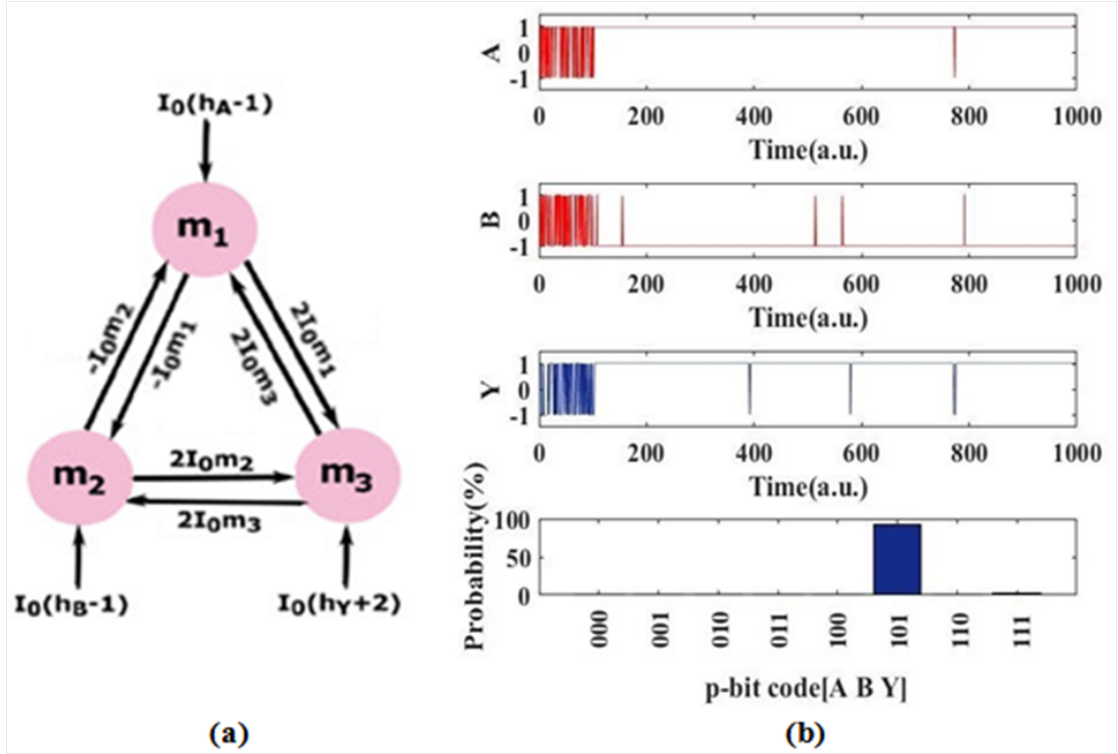 I₀(hA-1)
m₁
-I₀m₂
-I₀m₁
2I₀m₃
2I₀m₁
m₂
2I₀m₂
2I₀m₃
m₃
I₀(hB-1)
I₀(hY+2)
(a)
A
1
0
-1
0 200 400 600 800 1000
Time(a.u.)
B
1
0
-1
0 200 400 600 800 1000
Time(a.u.)
Y
1
0
-1
0 200 400 600 800 1000
Time(a.u.)
Probability(%)
100
50
0
000 001 010 011 100 101 110 111
p-bit code[A B Y]
(b)